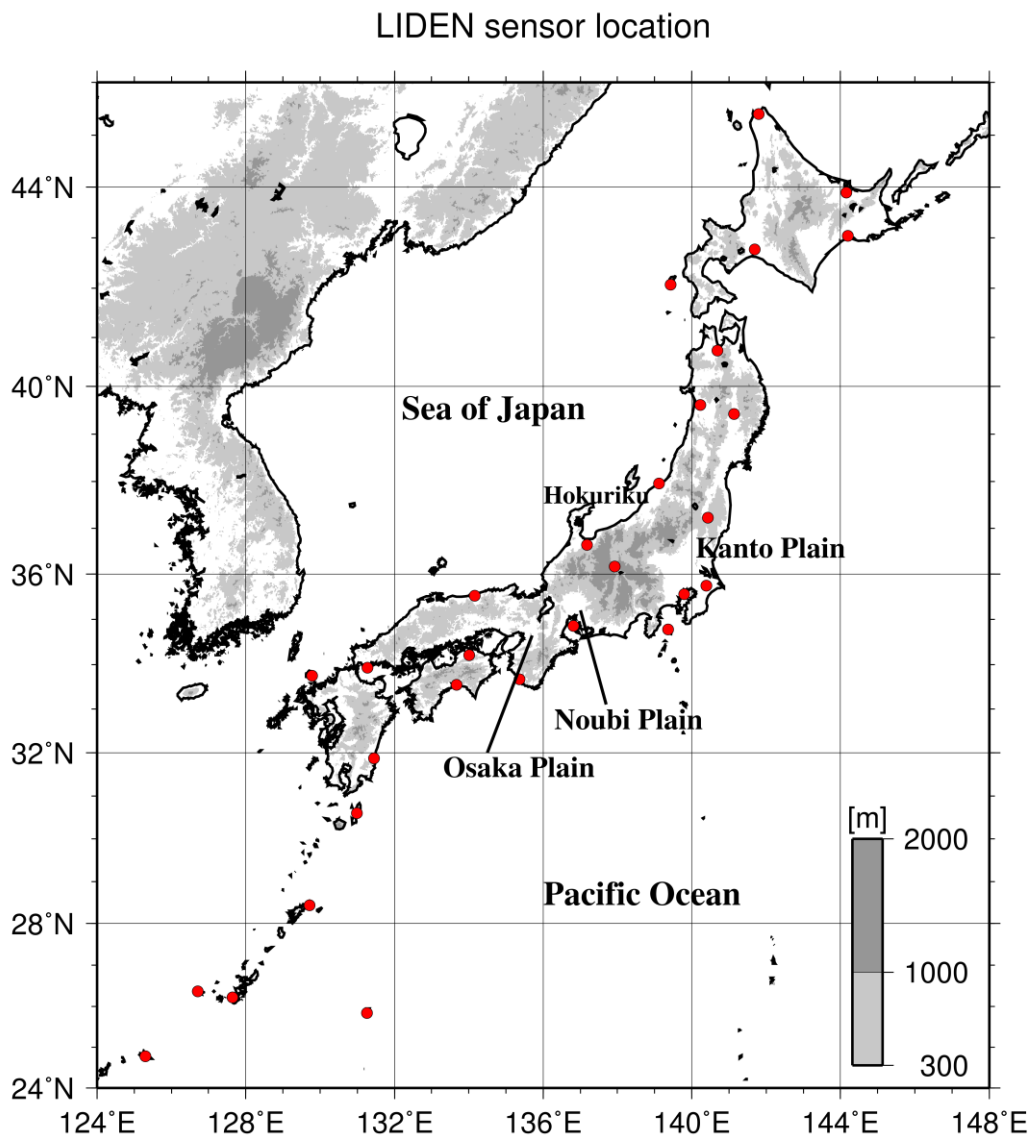 LIDEN sensor location
44˚N
40˚N
Sea of Japan
Hokuriku
Kanto Plain
36˚N
Noubi Plain
32˚N
Osaka Plain
[m]
2000
Pacific Ocean
28˚N
1000
300
24˚N
124˚E 128˚E 132˚E 136˚E 140˚E 144˚E 148˚E